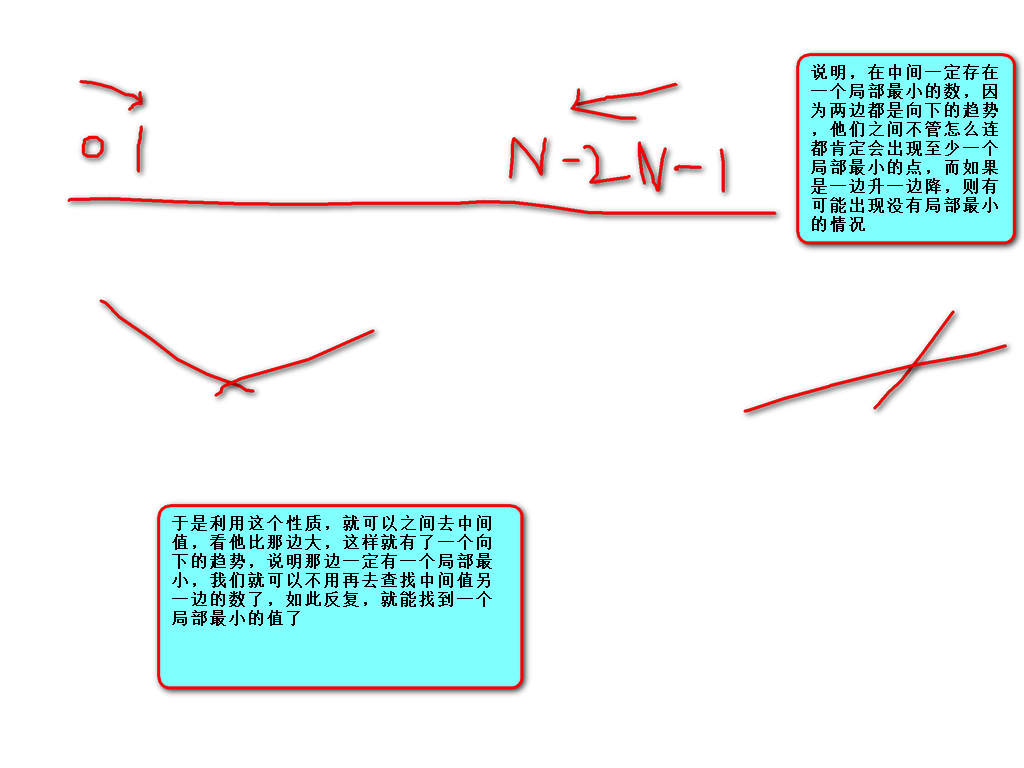 说明，在中间一定存在
一个局部最小的数，因
为两边都是向下的趋势
，他们之间不管怎么连
都肯定会出现至少一个
局部最小的点，而如果
是一边升一边降，则有
可能出现没有局部最小
的情况
0 1 N-2 N-1
于是利用这个性质，就可以之间去中间
值，看他比那边大，这样就有了一个向
下的趋势，说明那边一定有一个局部最
小，我们就可以不用再去查找中间值另
一边的数了，如此反复，就能找到一个
局部最小的值了